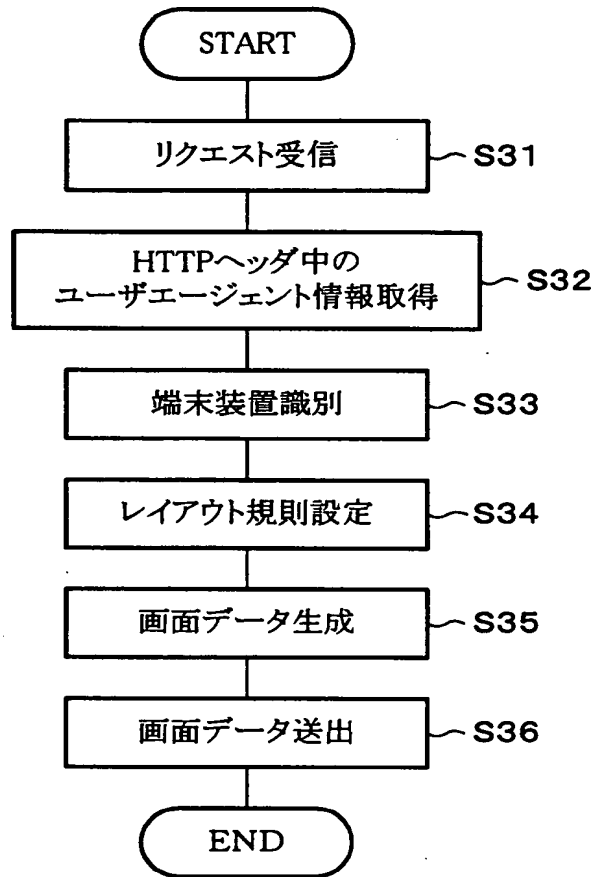 START
リクエスト受信
S31
HTTPヘッダ中の
ユーザエージェント情報取得
S32
端末装置識別
S33
レイアウト規則設定
S34
画面データ生成
S35
画面データ送出
S36
END